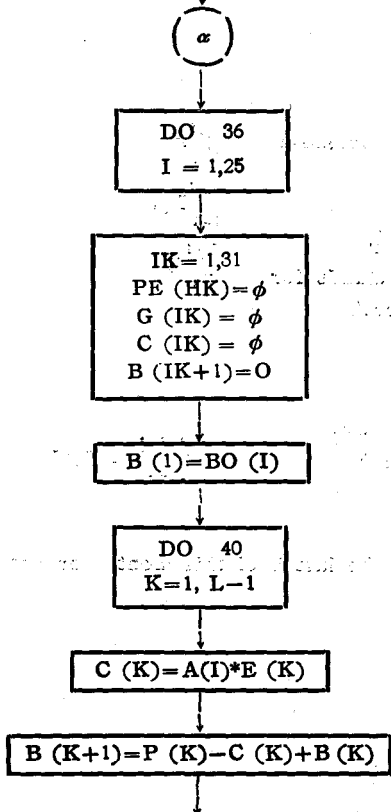 α
DO 36
I = 1,25
IK= 1,31
PE (HK)= ϕ
G (IK) = ϕ
C (IK) = ϕ
B (IK+1)=O
B (1)=BO (I)
DO 40
K=1, L−1
C (K)=A(I)*E (K)
B (K+1)=P (K)−C (K)+B(K)